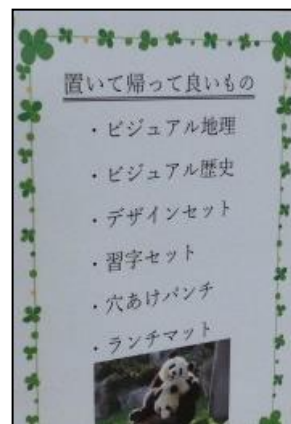 置いて帰って良いもの
・ビジュアル地理
・ビジュアル歴史
・デザインセット
・習字セット
・穴あけパンチ
・ランチマット